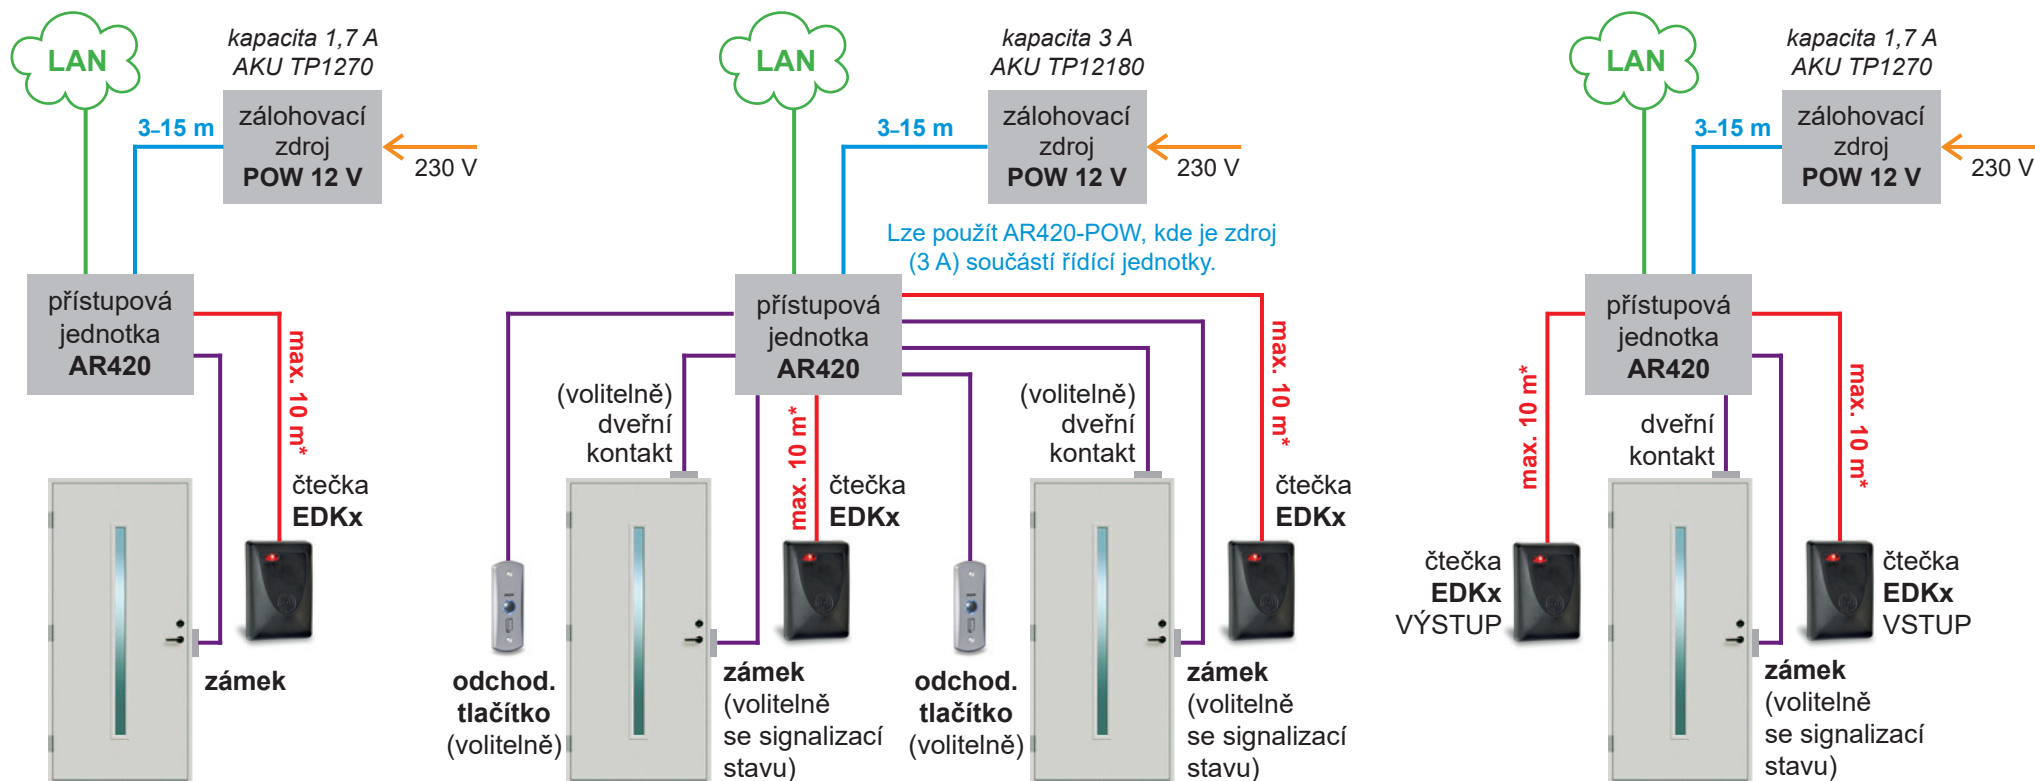 LAN
kapacita 1,7 A
AKU TP1270
zálohovací
zdroj
POW 12 V
3–15 m
230 V
přístupová
jednotka
AR420
max. 10 m*
čtečka
EDKx
zámek
LAN
kapacita 3 A
AKU TP12180
zálohovací
zdroj
POW 12 V
3–15 m
230 V
Lze použít AR420-POW, kde je zdroj
(3 A) součástí řídící jednotky.
přístupová
jednotka
AR420
(volitelně)
dveřní
kontakt
max. 10 m*
čtečka
EDKx
(volitelně)
dveřní
kontakt
max. 10 m*
čtečka
EDKx
odchod.
tlačítko
(volitelně)
zámek
(volitelně
se signalizací
stavu)
odchod.
tlačítko
(volitelně)
zámek
(volitelně
se signalizací
stavu)
LAN
kapacita 1,7 A
AKU TP1270
zálohovací
zdroj
POW 12 V
3–15 m
230 V
přístupová
jednotka
AR420
max. 10 m*
dveřní
kontakt
max. 10 m*
čtečka
EDKx
VÝSTUP
čtečka
EDKx
VSTUP
zámek
(volitelně
se signalizací
stavu)